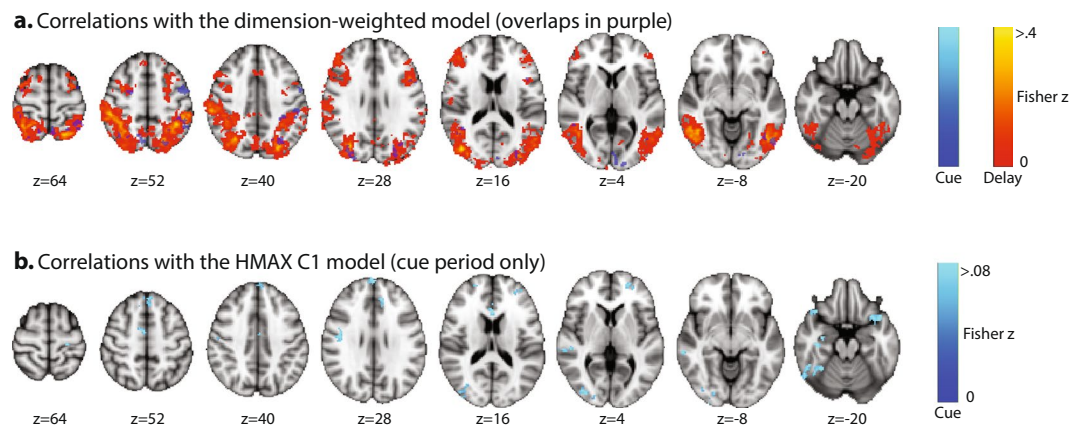 a. Correlations with the dimension-weighted model (overlaps in purple)
>.4
Fisher z
0
z=64 z=52 z=40 z=28 z=16 z=4 z=-8 z=-20 Cue Delay
b. Correlations with the HMAX C1 model (cue period only)
>.08
Fisher z
0
z=64 z=52 z=40 z=28 z=16 z=4 z=-8 z=-20 Cue